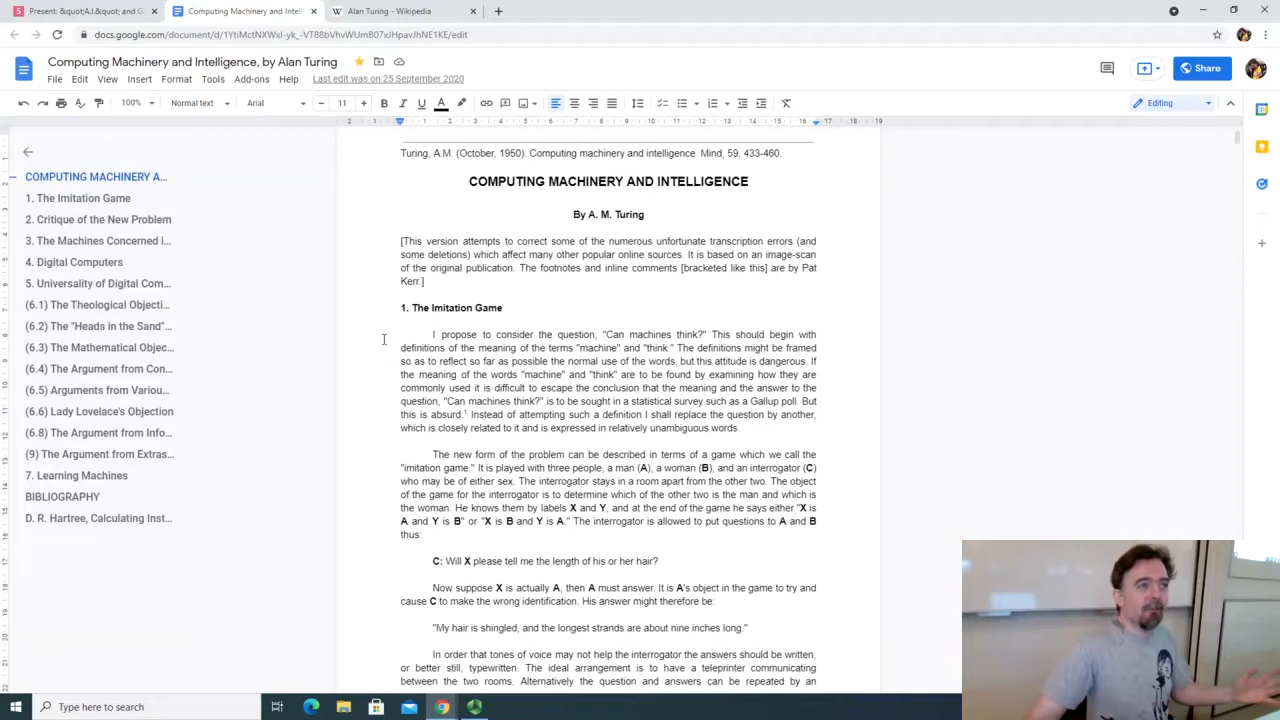 Present: &quot;A.I.&quot; and G
Computing Machinery and Intelli
Alan Turing - Wikipedia
docs.google.com/document/d/1YtiMctNXWxI-yk_-VT88bVhvWUmB07xJHpavJhNE1KE/edit
Computing Machinery and Intelligence, by Alan Turing
Share
File Edit View Insert Format Tools Add-ons Help Last edit was on 25 September 2020
100% Normal text Arial 11 B I U A Editing
2 1 1 2 3 4 5 6 7 8 9 10 11 12 13 14 15 16 17 18 19
COMPUTING MACHINERY A...
1. The Imitation Game
2. Critique of the New Problem
3. The Machines Concerned i...
4. Digital Computers
5. Universality of Digital Com...
(6.1) The Theological Objecti...
(6.2) The "Heads in the Sand"...
(6.3) The Mathematical Objec...
(6.4) The Argument from Con...
(6.5) Arguments from Variou...
(6.6) Lady Lovelace's Objection
(6.8) The Argument from Info...
(9) The Argument from Extras...
7. Learning Machines
BIBLIOGRAPHY
D. R. Hartree, Calculating Inst...
Turing, A.M. (October, 1950). Computing machinery and intelligence. Mind, 59, 433-460.
COMPUTING MACHINERY AND INTELLIGENCE
By A. M. Turing
[This version attempts to correct some of the numerous unfortunate transcription errors (and
some deletions) which affect many other popular online sources. It is based on an image-scan
of the original publication. The footnotes and inline comments [bracketed like this] are by Pat
Kerr.]
1. The Imitation Game
I propose to consider the question, "Can machines think?" This should begin with
definitions of the meaning of the terms "machine" and "think." The definitions might be framed
so as to reflect so far as possible the normal use of the words, but this attitude is dangerous. If
the meaning of the words "machine" and "think" are to be found by examining how they are
commonly used it is difficult to escape the conclusion that the meaning and the answer to the
question, "Can machines think?" is to be sought in a statistical survey such as a Gallup poll. But
this is absurd.¹ Instead of attempting such a definition I shall replace the question by another,
which is closely related to it and is expressed in relatively unambiguous words.
The new form of the problem can be described in terms of a game which we call the
"imitation game." It is played with three people, a man (A), a woman (B), and an interrogator (C)
who may be of either sex. The interrogator stays in a room apart from the other two. The object
of the game for the interrogator is to determine which of the other two is the man and which is
the woman. He knows them by labels X and Y, and at the end of the game he says either "X is
A and Y is B" or "X is B and Y is A." The interrogator is allowed to put questions to A and B
thus:
C: Will X please tell me the length of his or her hair?
Now suppose X is actually A, then A must answer. It is A's object in the game to try and
cause C to make the wrong identification. His answer might therefore be:
"My hair is shingled, and the longest strands are about nine inches long."
In order that tones of voice may not help the interrogator the answers should be written,
or better still, typewritten. The ideal arrangement is to have a teleprinter communicating
between the two rooms. Alternatively the question and answers can be repeated by an
Type here to search